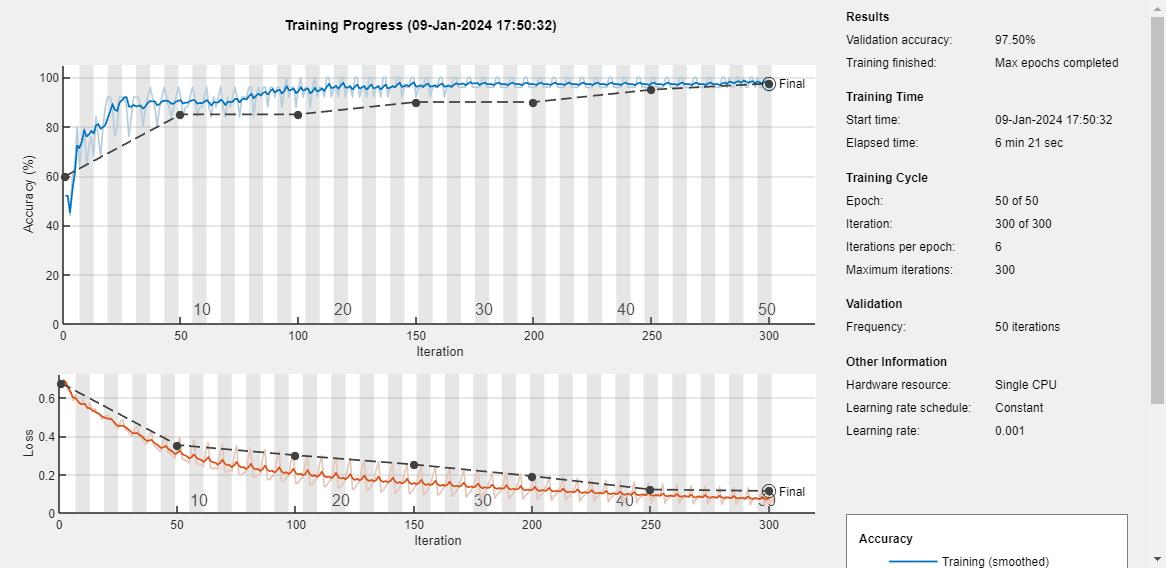 Training Progress (09-Jan-2024 17:50:32)
100
80
60
40
20
0
Accuracy (%)
10 20 30 40 50
0 50 100 150 200 250 300
Iteration
Final
0.6
0.4
0.2
0
Loss
10 20 30 40
0 50 100 150 200 250 300
Iteration
Final
Results
Validation accuracy: 97.50%
Training finished: Max epochs completed
Training Time
Start time: 09-Jan-2024 17:50:32
Elapsed time: 6 min 21 sec
Training Cycle
Epoch: 50 of 50
Iteration: 300 of 300
Iterations per epoch: 6
Maximum iterations: 300
Validation
Frequency: 50 iterations
Other Information
Hardware resource: Single CPU
Learning rate schedule: Constant
Learning rate: 0.001
Accuracy
Training (smoothed)